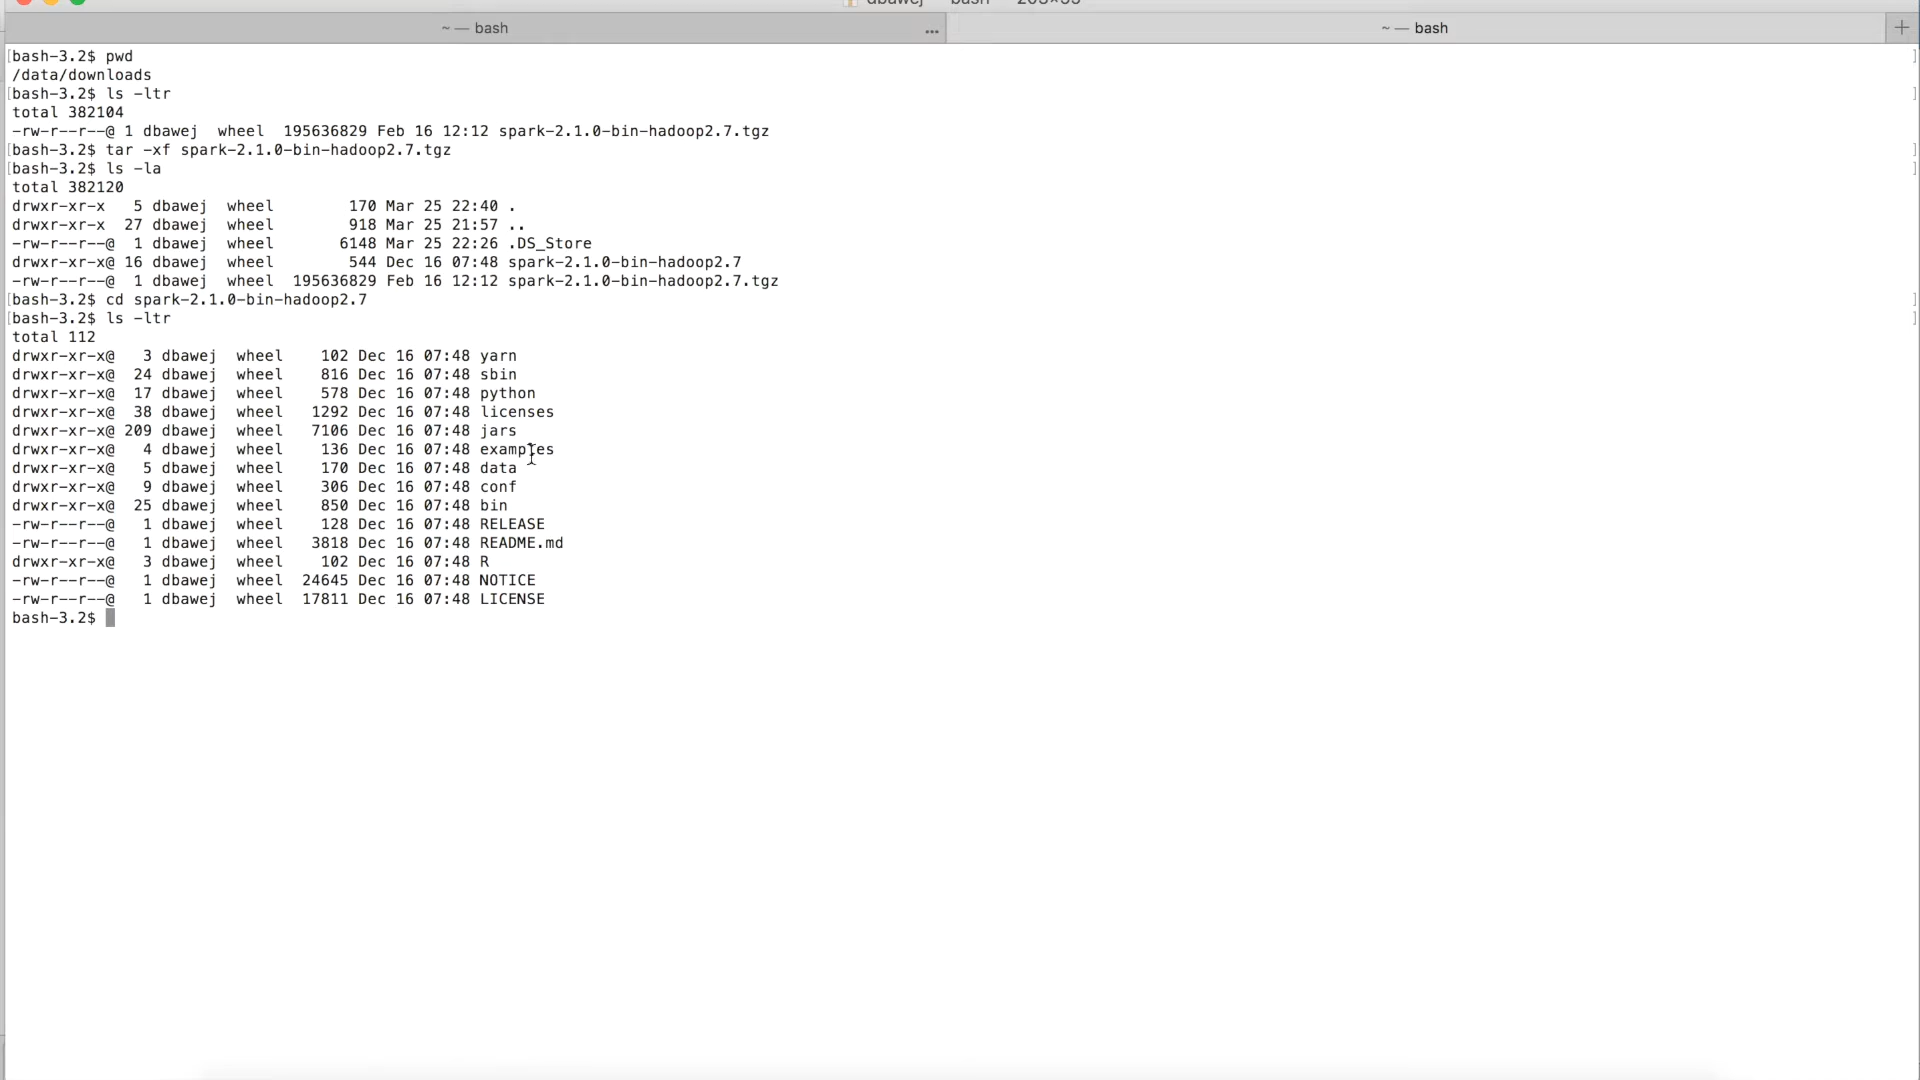 ~ — bash
...
~ — bash
[bash-3.2$ pwd ]
/data/downloads
[bash-3.2$ ls -ltr ]
total 382104
-rw-r--r--@ 1 dbawej  wheel  195636829 Feb 16 12:12 spark-2.1.0-bin-hadoop2.7.tgz
[bash-3.2$ tar -xf spark-2.1.0-bin-hadoop2.7.tgz ]
[bash-3.2$ ls -la ]
total 382120
drwxr-xr-x   5 dbawej  wheel        170 Mar 25 22:40 .
drwxr-xr-x  27 dbawej  wheel        918 Mar 25 21:57 ..
-rw-r--r--@  1 dbawej  wheel       6148 Mar 25 22:26 .DS_Store
drwxr-xr-x@ 16 dbawej  wheel        544 Dec 16 07:48 spark-2.1.0-bin-hadoop2.7
-rw-r--r--@  1 dbawej  wheel  195636829 Feb 16 12:12 spark-2.1.0-bin-hadoop2.7.tgz
[bash-3.2$ cd spark-2.1.0-bin-hadoop2.7 ]
[bash-3.2$ ls -ltr ]
total 112
drwxr-xr-x@   3 dbawej  wheel    102 Dec 16 07:48 yarn
drwxr-xr-x@  24 dbawej  wheel    816 Dec 16 07:48 sbin
drwxr-xr-x@  17 dbawej  wheel    578 Dec 16 07:48 python
drwxr-xr-x@  38 dbawej  wheel   1292 Dec 16 07:48 licenses
drwxr-xr-x@ 209 dbawej  wheel   7106 Dec 16 07:48 jars
drwxr-xr-x@   4 dbawej  wheel    136 Dec 16 07:48 examples
drwxr-xr-x@   5 dbawej  wheel    170 Dec 16 07:48 data
drwxr-xr-x@   9 dbawej  wheel    306 Dec 16 07:48 conf
drwxr-xr-x@  25 dbawej  wheel    850 Dec 16 07:48 bin
-rw-r--r--@   1 dbawej  wheel    128 Dec 16 07:48 RELEASE
-rw-r--r--@   1 dbawej  wheel   3818 Dec 16 07:48 README.md
drwxr-xr-x@   3 dbawej  wheel    102 Dec 16 07:48 R
-rw-r--r--@   1 dbawej  wheel  24645 Dec 16 07:48 NOTICE
-rw-r--r--@   1 dbawej  wheel  17811 Dec 16 07:48 LICENSE
bash-3.2$